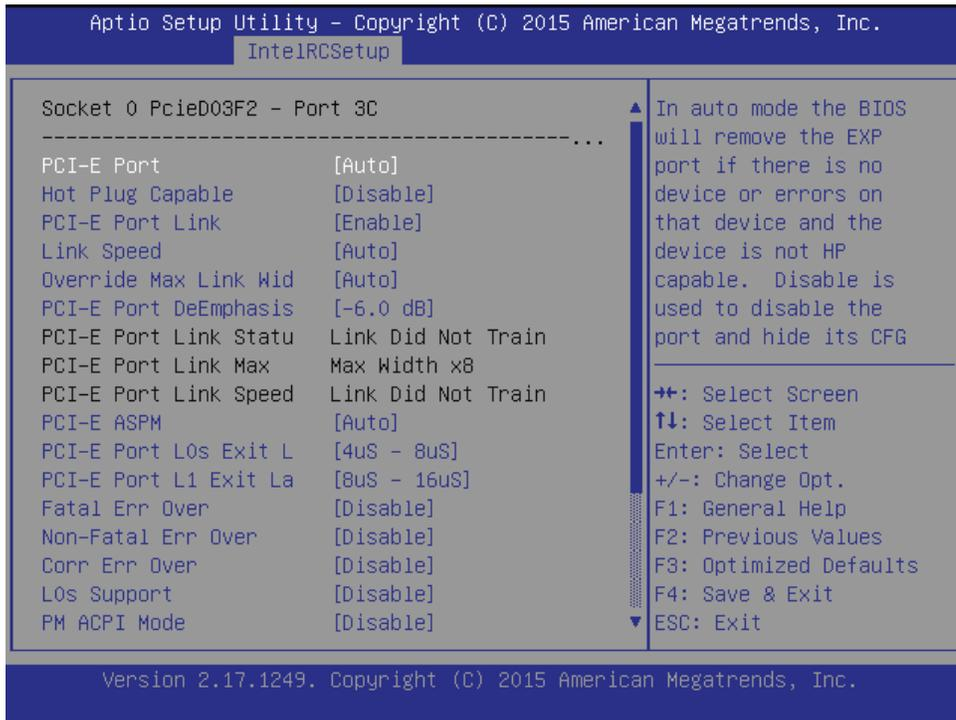 Aptio Setup Utility – Copyright (C) 2015 American Megatrends, Inc.
IntelRCSetup
Socket 0 PcieD03F2 – Port 3C
--------------------------------------------...
PCI-E Port [Auto]
Hot Plug Capable [Disable]
PCI-E Port Link [Enable]
Link Speed [Auto]
Override Max Link Wid [Auto]
PCI-E Port DeEmphasis [-6.0 dB]
PCI-E Port Link Statu Link Did Not Train
PCI-E Port Link Max Max Width x8
PCI-E Port Link Speed Link Did Not Train
PCI-E ASPM [Auto]
PCI-E Port L0s Exit L [4uS - 8uS]
PCI-E Port L1 Exit La [8uS - 16uS]
Fatal Err Over [Disable]
Non-Fatal Err Over [Disable]
Corr Err Over [Disable]
L0s Support [Disable]
PM ACPI Mode [Disable]
In auto mode the BIOS
will remove the EXP
port if there is no
device or errors on
that device and the
device is not HP
capable. Disable is
used to disable the
port and hide its CFG
→←: Select Screen
↑↓: Select Item
Enter: Select
+/-: Change Opt.
F1: General Help
F2: Previous Values
F3: Optimized Defaults
F4: Save & Exit
ESC: Exit
Version 2.17.1249. Copyright (C) 2015 American Megatrends, Inc.